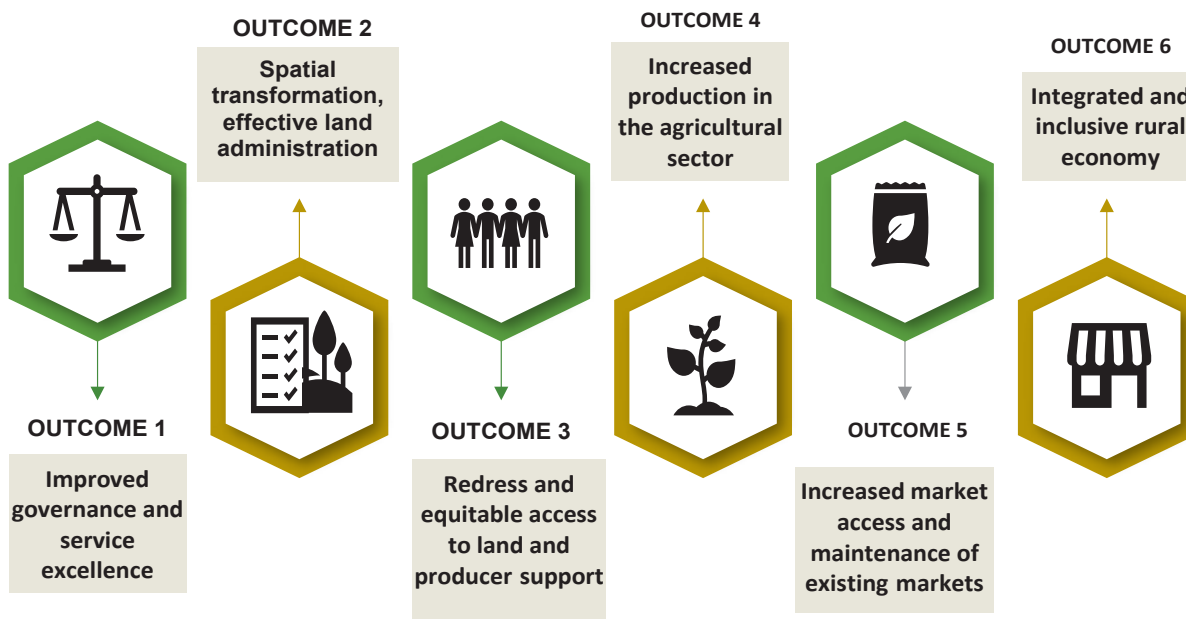 OUTCOME 1
Improved
governance and
service
excellence
OUTCOME 2
Spatial
transformation,
effective land
administration
OUTCOME 3
Redress and
equitable access
to land and
producer support
OUTCOME 4
Increased
production in
the agricultural
sector
OUTCOME 5
Increased market
access and
maintenance of
existing markets
OUTCOME 6
Integrated and
inclusive rural
economy